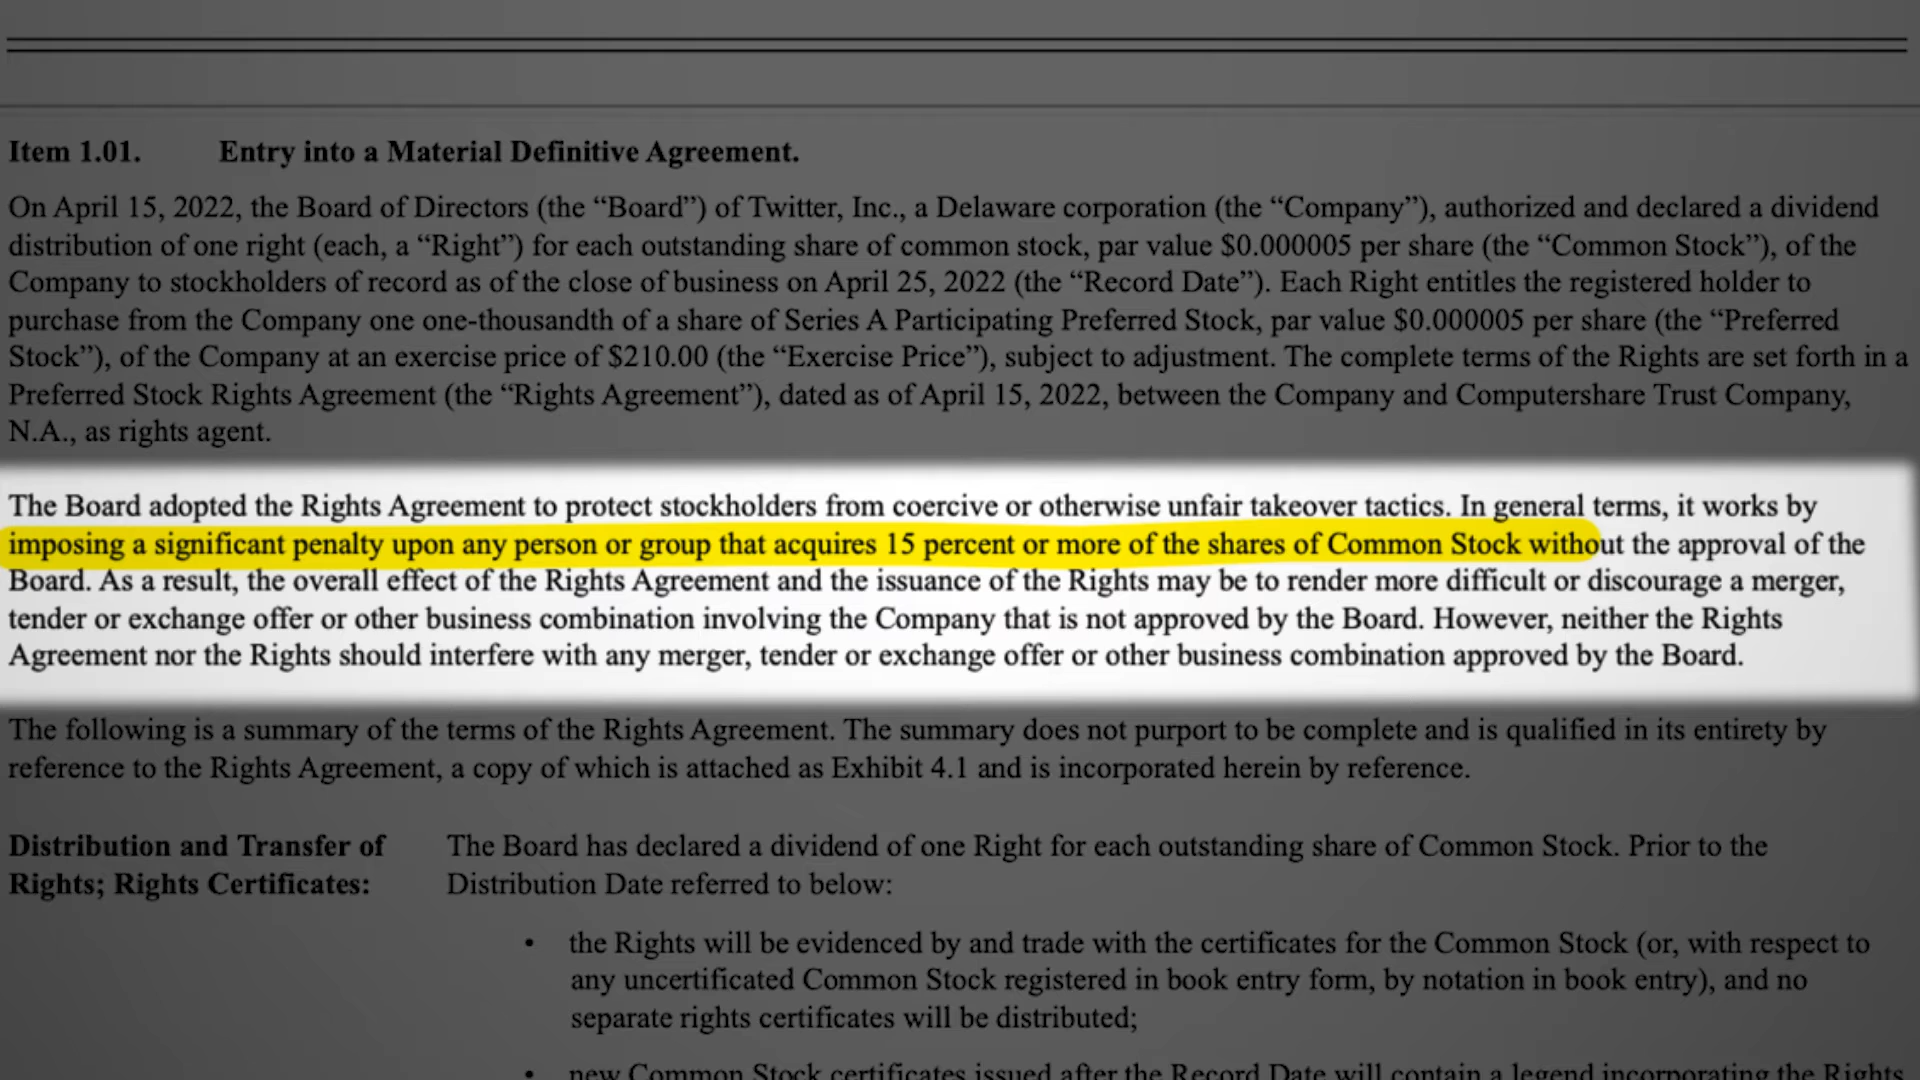 Item 1.01. Entry into a Material Definitive Agreement.
On April 15, 2022, the Board of Directors (the “Board”) of Twitter, Inc., a Delaware corporation (the “Company”), authorized and declared a dividend
distribution of one right (each, a “Right”) for each outstanding share of common stock, par value $0.000005 per share (the “Common Stock”), of the
Company to stockholders of record as of the close of business on April 25, 2022 (the “Record Date”). Each Right entitles the registered holder to
purchase from the Company one one-thousandth of a share of Series A Participating Preferred Stock, par value $0.000005 per share (the “Preferred
Stock”), of the Company at an exercise price of $210.00 (the “Exercise Price”), subject to adjustment. The complete terms of the Rights are set forth in a
Preferred Stock Rights Agreement (the “Rights Agreement”), dated as of April 15, 2022, between the Company and Computershare Trust Company,
N.A., as rights agent.
The Board adopted the Rights Agreement to protect stockholders from coercive or otherwise unfair takeover tactics. In general terms, it works by
imposing a significant penalty upon any person or group that acquires 15 percent or more of the shares of Common Stock without the approval of the
Board. As a result, the overall effect of the Rights Agreement and the issuance of the Rights may be to render more difficult or discourage a merger,
tender or exchange offer or other business combination involving the Company that is not approved by the Board. However, neither the Rights
Agreement nor the Rights should interfere with any merger, tender or exchange offer or other business combination approved by the Board.
The following is a summary of the terms of the Rights Agreement. The summary does not purport to be complete and is qualified in its entirety by
reference to the Rights Agreement, a copy of which is attached as Exhibit 4.1 and is incorporated herein by reference.
Distribution and Transfer of
Rights; Rights Certificates:
The Board has declared a dividend of one Right for each outstanding share of Common Stock. Prior to the
Distribution Date referred to below:
• the Rights will be evidenced by and trade with the certificates for the Common Stock (or, with respect to
any uncertificated Common Stock registered in book entry form, by notation in book entry), and no
separate rights certificates will be distributed;
• new Common Stock certificates issued after the Record Date will contain a legend incorporating the Rights